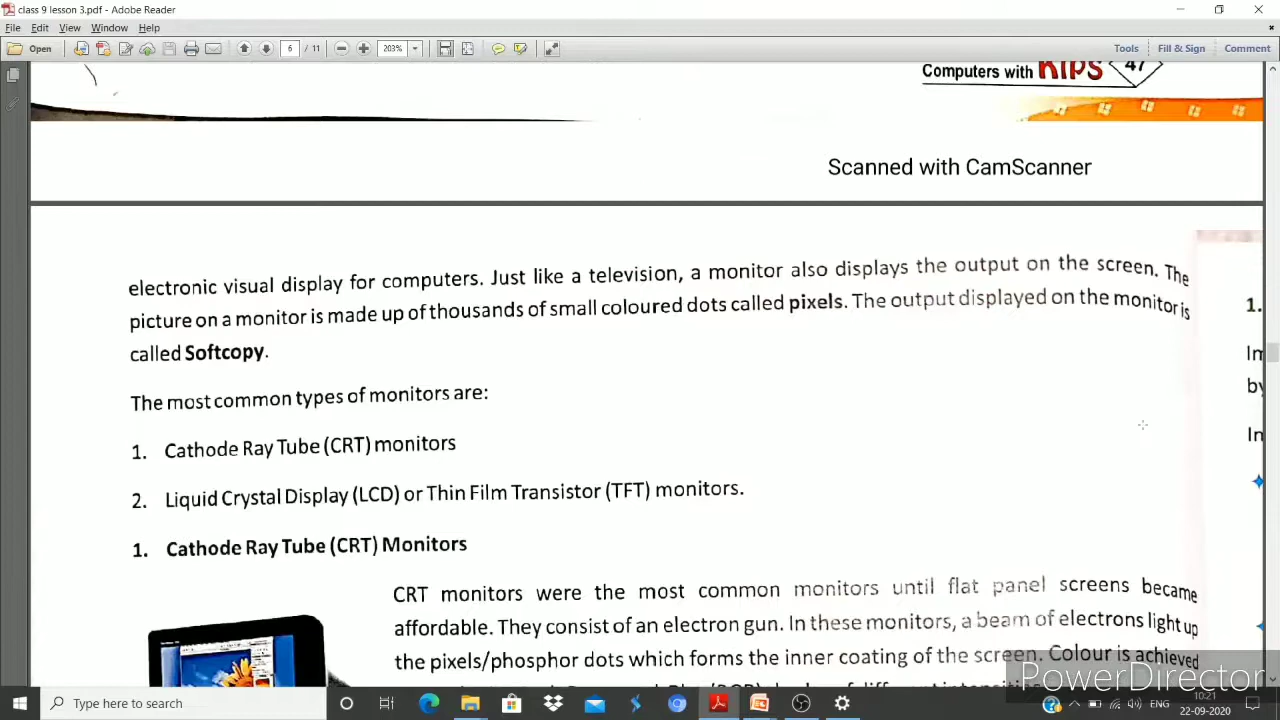 class 9 lesson 3.pdf - Adobe Reader
File Edit View Window Help
Open 6 / 11 203% Tools Fill & Sign Comment
Computers with KIPS 47
Scanned with CamScanner
electronic visual display for computers. Just like a television, a monitor also displays the output on the screen. The
picture on a monitor is made up of thousands of small coloured dots called pixels. The output displayed on the monitor is
called Softcopy.
The most common types of monitors are:
1. Cathode Ray Tube (CRT) monitors
2. Liquid Crystal Display (LCD) or Thin Film Transistor (TFT) monitors.
1. Cathode Ray Tube (CRT) Monitors
CRT monitors were the most common monitors until flat panel screens became
affordable. They consist of an electron gun. In these monitors, a beam of electrons light up
the pixels/phosphor dots which forms the inner coating of the screen. Colour is achieved
1.
by
PowerDirector
Type here to search
ENG
10:21
22-09-2020